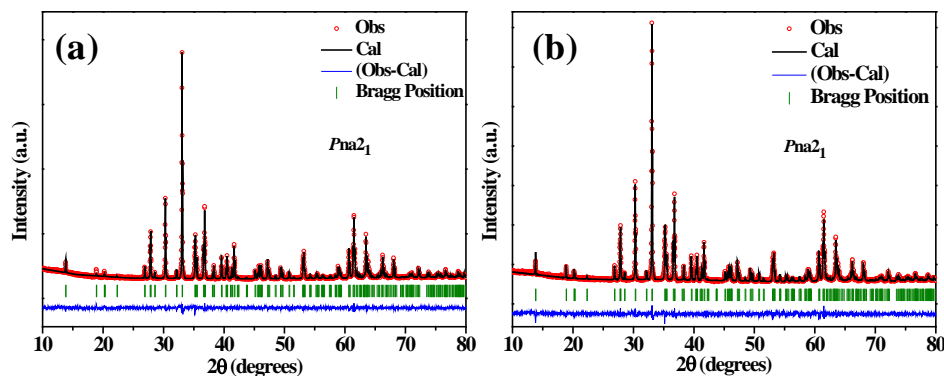 (a)
Obs
Cal
(Obs-Cal)
Bragg Position
Pna2₁
Intensity (a.u.)
10 20 30 40 50 60 70 80
2θ (degrees)
(b)
Obs
Cal
(Obs-Cal)
Bragg Position
Pna2₁
Intensity (a.u.)
10 20 30 40 50 60 70 80
2θ (degrees)